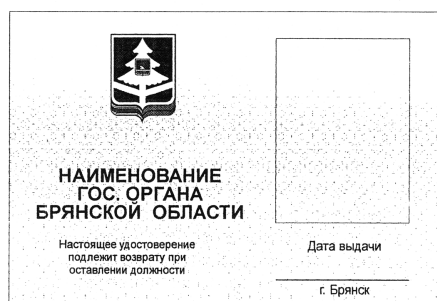 НАИМЕНОВАНИЕ
ГОС. ОРГАНА
БРЯНСКОЙ ОБЛАСТИ
Настоящее удостоверение
подлежит возврату при
оставлении должности
Дата выдачи
г. Брянск